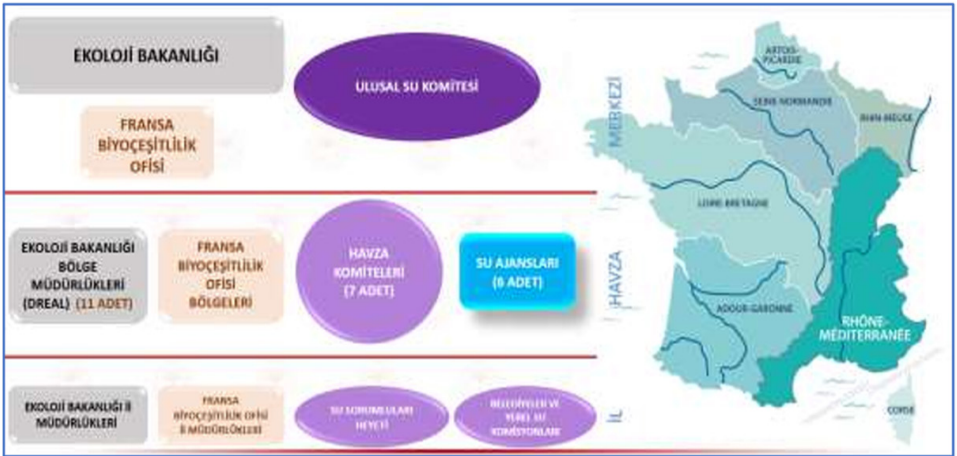 EKOLOJİ BAKANLIĞI
ULUSAL SU KOMİTESİ
FRANSA
BİYOÇEŞİTLİLİK
OFİSİ
MERKEZİ
EKOLOJİ BAKANLIĞI
BÖLGE
MÜDÜRLÜKLERİ
(DREAL) (11 ADET)
FRANSA
BİYOÇEŞİTLİLİK
OFİSİ
BÖLGELERİ
HAVZA
KOMİTELERİ
(7 ADET)
SU AJANSLARI
(6 ADET)
HAVZA
EKOLOJİ BAKANLIĞI İl
MÜDÜRLÜKLERİ
FRANSA
BİYOÇEŞİTLİLİK OFİSİ
İl MÜDÜRLÜKLERİ
SU SORUMLULARI
HEYETİ
BELEDİYELER VE
YEREL SU
KOMİSYONLARI
İL
ARTOIS-
PICARDIE
SEINE-NORMANDIE
RHIN-MEUSE
LOIRE-BRETAGNE
ADOUR-GARONNE
RHÔNE-
MÉDITERRANÉE
CORSE